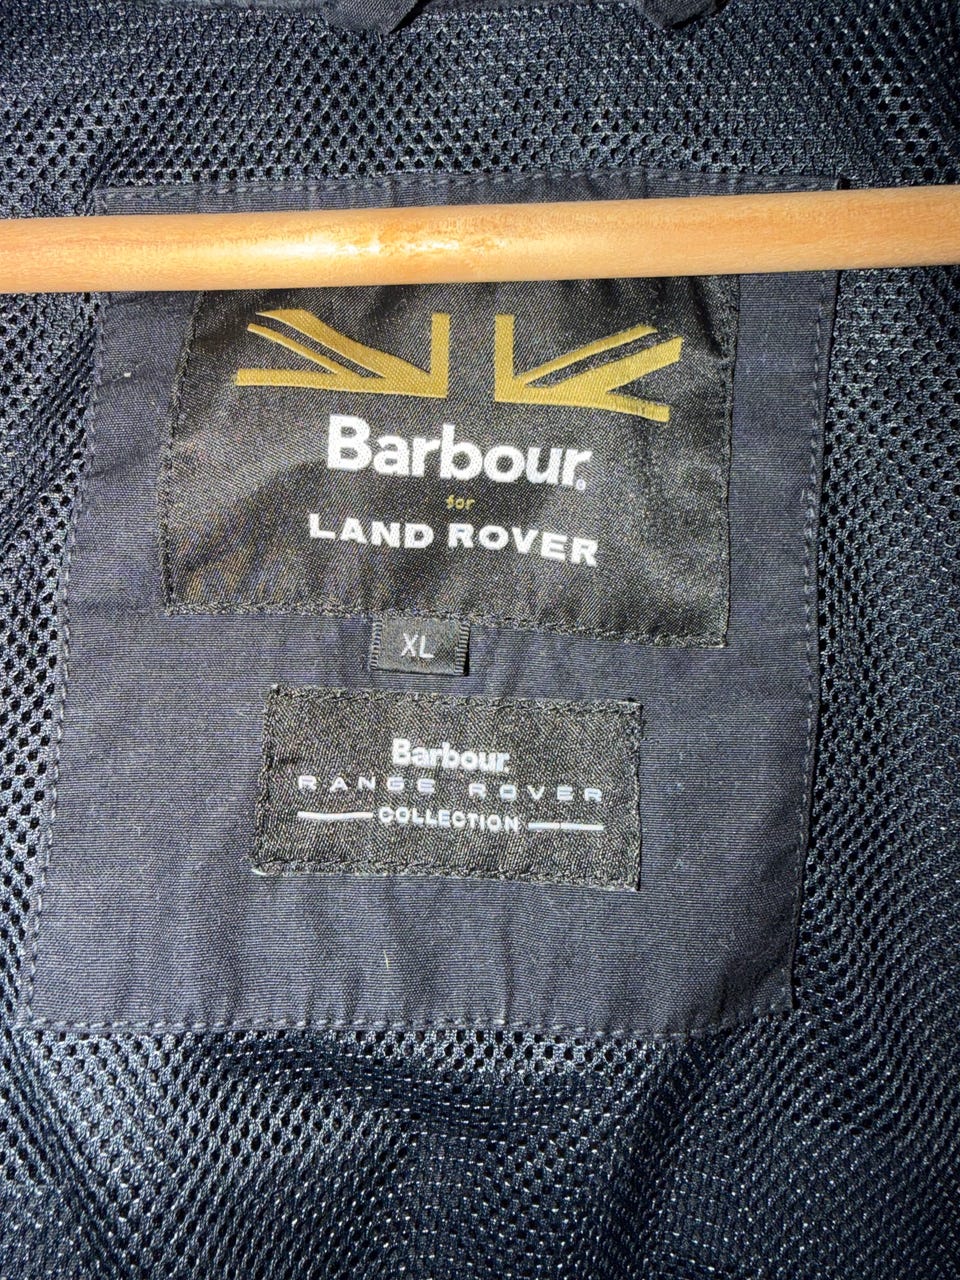 Barbour®
for
LAND ROVER
XL
Barbour.
RANGE ROVER
COLLECTION